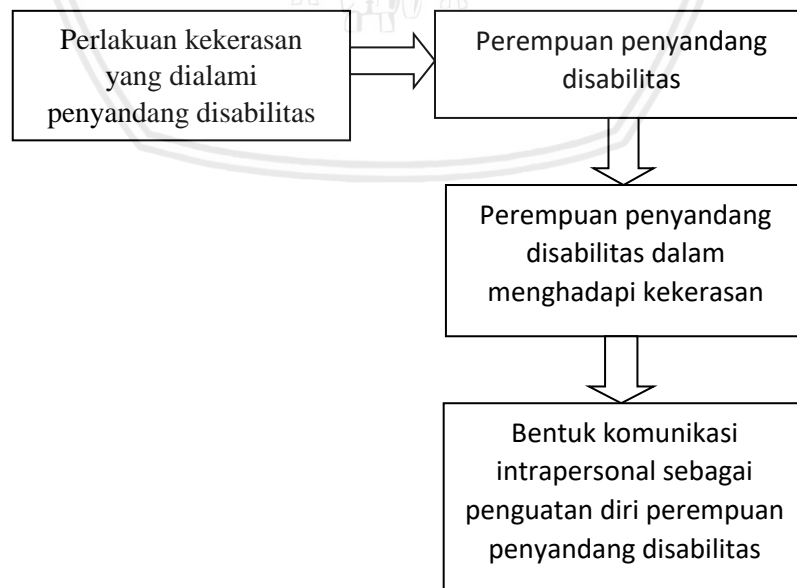 Perlakuan kekerasan
yang dialami
penyandang disabilitas
Perempuan penyandang
disabilitas
Perempuan penyandang
disabilitas dalam
menghadapi kekerasan
Bentuk komunikasi
intrapersonal sebagai
penguatan diri perempuan
penyandang disabilitas